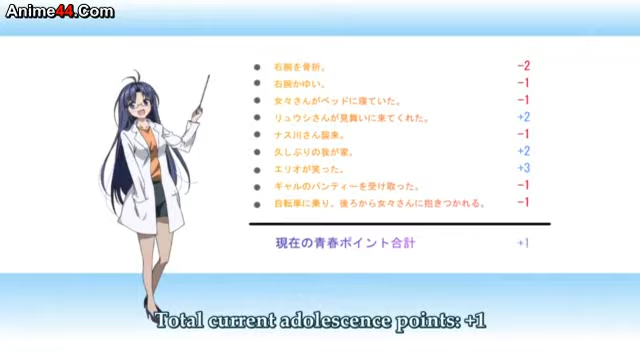 Anime44.Com
右腕を骨折。 -2
右腕かゆい。 -1
女々さんがベッドに寝ていた。 -1
リュウシさんが見舞いに来てくれた。 +2
ナス川さん襲来。 -1
久しぶりの我が家。 +2
エリオが笑った。 +3
ギャルのパンティーを受け取った。 -1
自転車に乗り、後ろから女々さんに抱きつかれる。 -1
現在の青春ポイント合計 +1
Total current adolescence points: +1